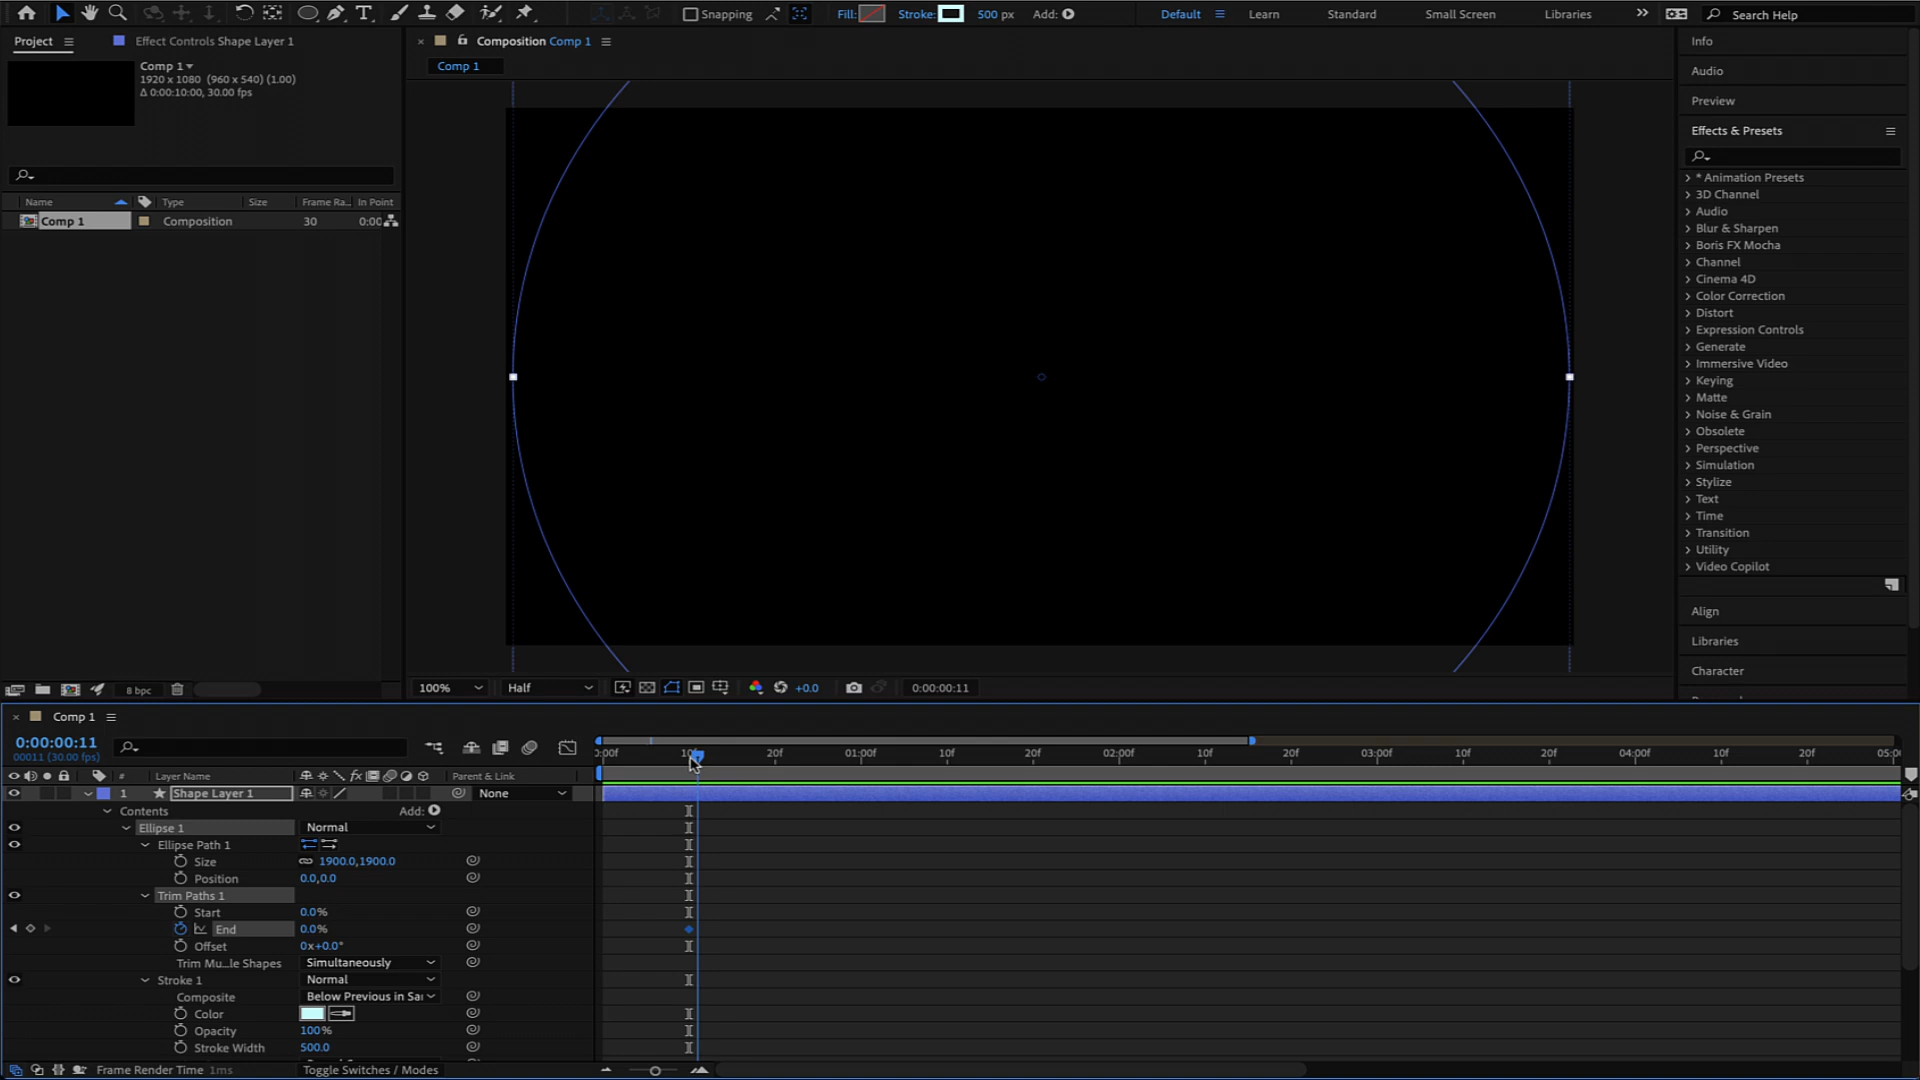 Snapping
Fill:
Stroke:
500 px
Add:
Default
Learn
Standard
Small Screen
Libraries
Search Help
Project
Effect Controls Shape Layer 1
Comp 1
1920 x 1080 (960 x 540) (1.00)
Δ 0:00:10:00, 30.00 fps
Name
Type
Size
Frame Ra...
In Point
Comp 1
Composition
30
0:00
8 bpc
Composition Comp 1
Comp 1
100%
Half
+0.0
0:00:00:11
Info
Audio
Preview
Effects & Presets
* Animation Presets
3D Channel
Audio
Blur & Sharpen
Boris FX Mocha
Channel
Cinema 4D
Color Correction
Distort
Expression Controls
Generate
Immersive Video
Keying
Matte
Noise & Grain
Obsolete
Perspective
Simulation
Stylize
Text
Time
Transition
Utility
Video Copilot
Align
Libraries
Character
Comp 1
0:00:00:11
00011 (30.00 fps)
:00f
20f
01:00f
10f
20f
02:00f
10f
20f
03:00f
10f
20f
04:00f
10f
20f
05:0
#
Layer Name
Parent & Link
1
Shape Layer 1
None
Contents
Add:
Ellipse 1
Normal
Ellipse Path 1
Size
1900.0,1900.0
Position
0.0,0.0
Trim Paths 1
Start
0.0%
End
0.0%
Offset
0x+0.0°
Trim Mu...le Shapes
Simultaneously
Stroke 1
Normal
Composite
Below Previous in Sa
Color
Opacity
100%
Stroke Width
500.0
Frame Render Time 1ms
Toggle Switches / Modes